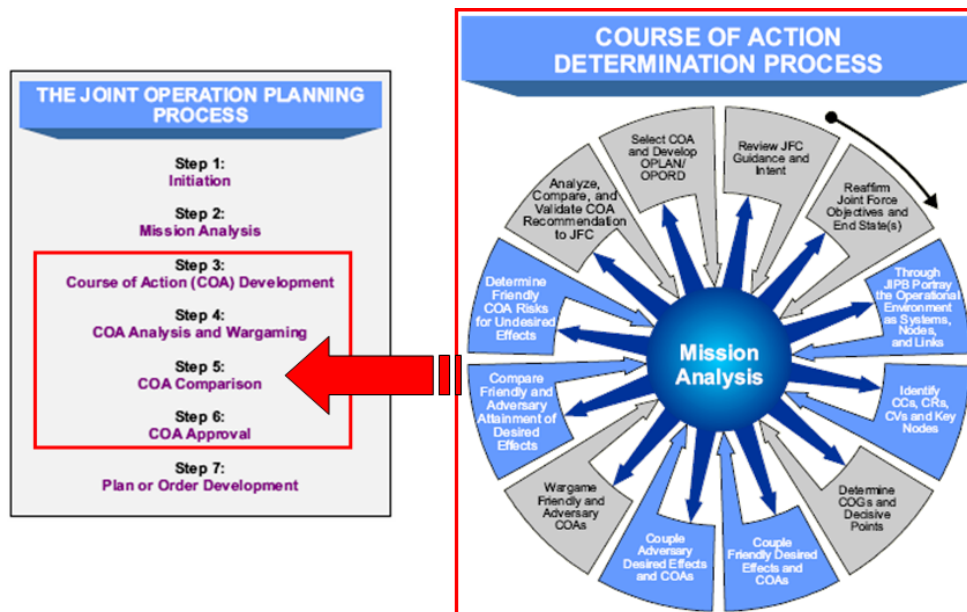 THE JOINT OPERATION PLANNING
PROCESS
Step 1:
Initiation
Step 2:
Mission Analysis
Step 3:
Course of Action (COA) Development
Step 4:
COA Analysis and Wargaming
Step 5:
COA Comparison
Step 6:
COA Approval
Step 7:
Plan or Order Development
COURSE OF ACTION
DETERMINATION PROCESS
Review JFC
Guidance and
Intent
Reaffirm
Joint Force
Objectives and
End State(s)
Through
JIPB Portray
the Operational
Environment
as Systems,
Nodes,
and Links
Identify
CCs, CRs,
CVs and Key
Nodes
Determine
COGs and
Decisive
Points
Couple
Friendly Desired
Effects and
COAs
Couple
Adversary
Desired Effects
and COAs
Wargame
Friendly and
Adversary
COAs
Compare
Friendly and
Adversary
Attainment of
Desired
Effects
Determine
Friendly
COA Risks
for Undesired
Effects
Analyze,
Compare, and
Validate COA
Recommendation
to JFC
Select COA
and Develop
OPLAN/
OPORD
Mission
Analysis